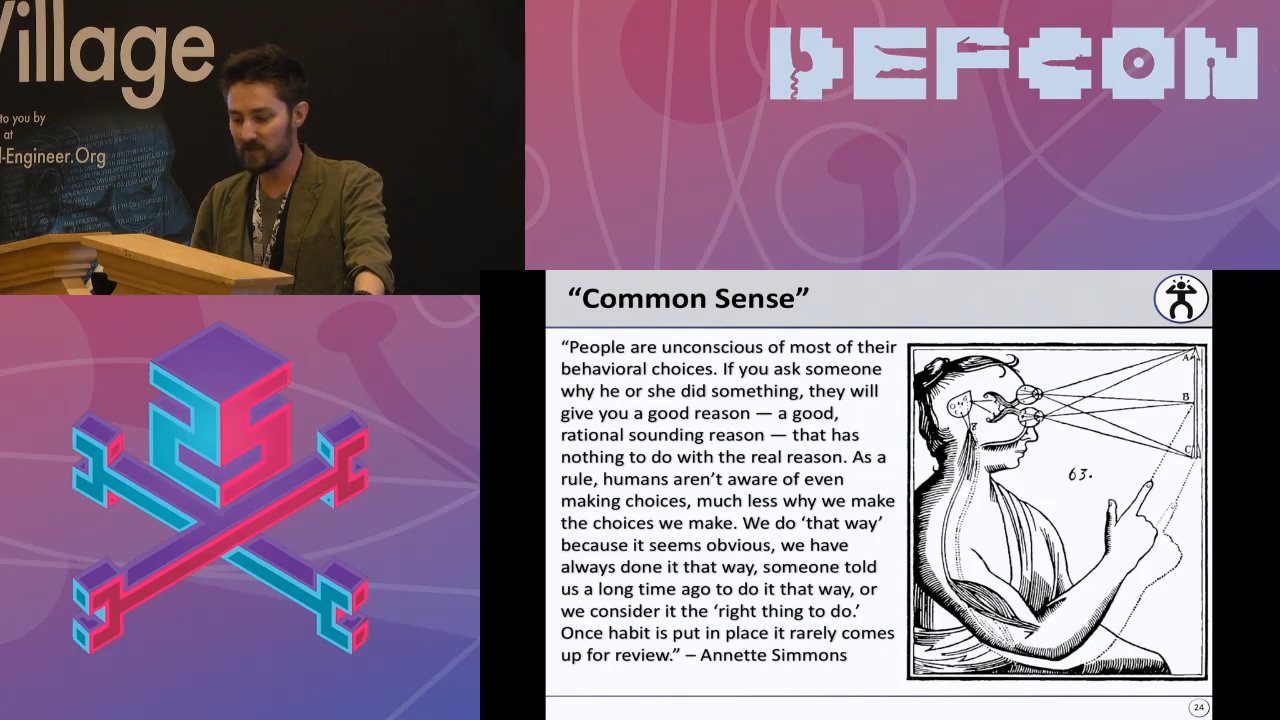 Village
to you by
at
l-Engineer.Org
DEFCON
“Common Sense”
“People are unconscious of most of their
behavioral choices. If you ask someone
why he or she did something, they will
give you a good reason — a good,
rational sounding reason — that has
nothing to do with the real reason. As a
rule, humans aren’t aware of even
making choices, much less why we make
the choices we make. We do ‘that way’
because it seems obvious, we have
always done it that way, someone told
us a long time ago to do it that way, or
we consider it the ‘right thing to do.’
Once habit is put in place it rarely comes
up for review.” – Annette Simmons
A
B
C
63.
24